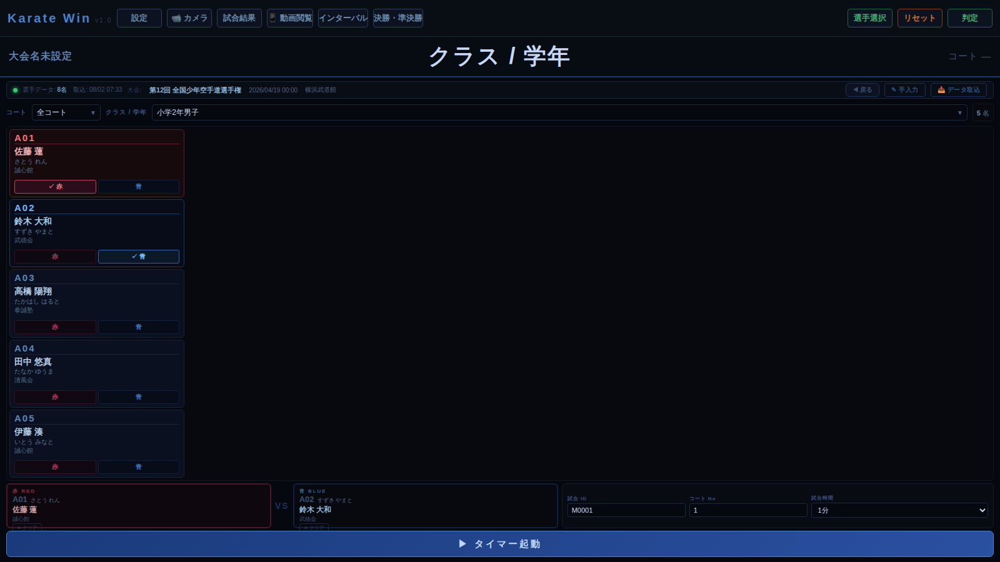 Karate Win v1.0 設定 📹 カメラ 試合結果 📱 動画閲覧 インターバル 決勝・準決勝 選手選択 リセット 判定
大会名未設定 クラス / 学年 コート —
選手データ: 8名 取込: 08/02 07:33 大会: 第12回 全国少年空手道選手権 2026/04/19 00:00 横浜武道館 ◀ 戻る ✎ 手入力 📥 データ取込
コート 全コート ▼ クラス / 学年 小学2年男子 ▼ 5 名
A01
佐藤 蓮
さとう れん
誠心館
✓ 赤 青
A02
鈴木 大和
すずき やまと
武徳会
赤 ✓ 青
A03
高橋 陽翔
たかはし はると
拳誠塾
赤 青
A04
田中 悠真
たなか ゆうま
清風会
赤 青
A05
伊藤 湊
いとう みなと
誠心館
赤 青
赤 RED
A01 さとう れん
佐藤 蓮
誠心館
✕ クリア
VS
青 BLUE
A02 すずき やまと
鈴木 大和
武徳会
✕ クリア
試合 ID コート No 試合時間
M0001 1 1分
▶ タイマー起動